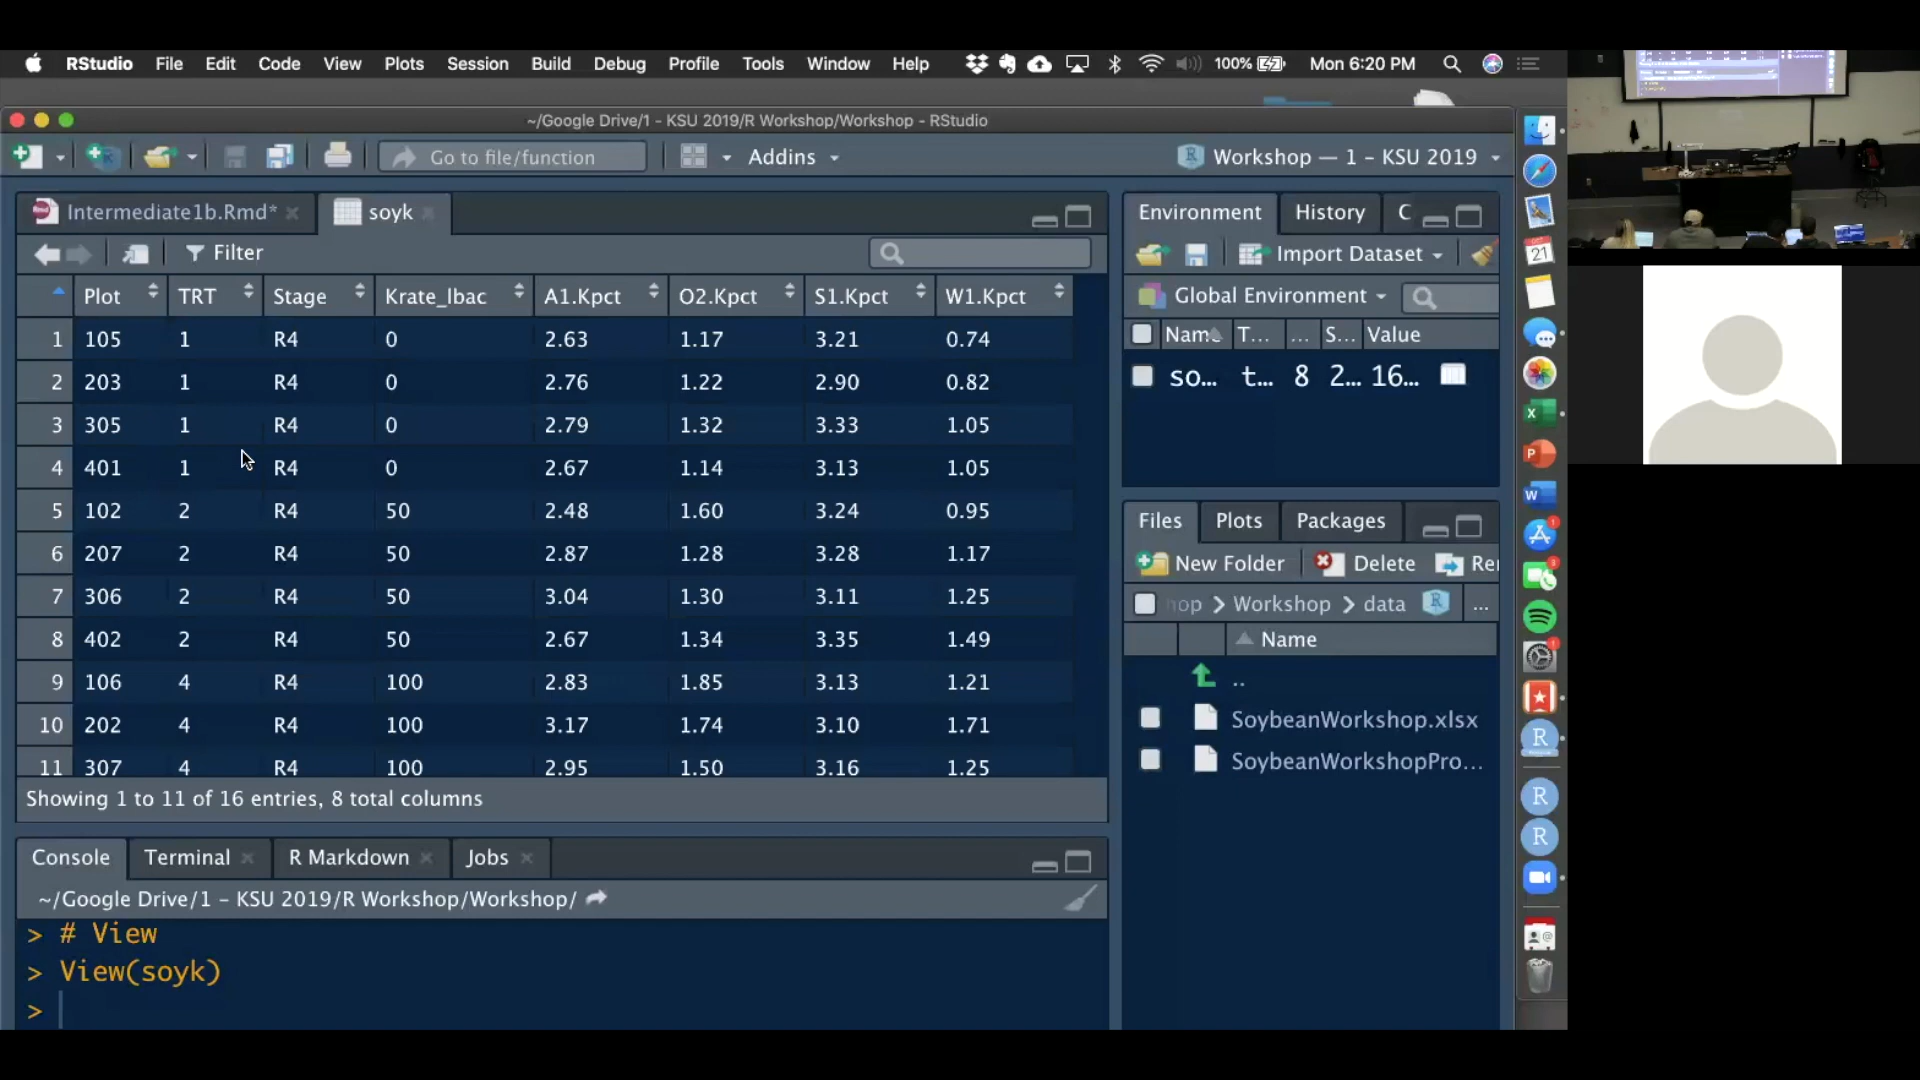 RStudio File Edit Code View Plots Session Build Debug Profile Tools Window Help 100% Mon 6:20 PM
~/Google Drive/1 - KSU 2019/R Workshop/Workshop - RStudio
Go to file/function Addins Workshop — 1 - KSU 2019
Intermediate1b.Rmd* soyk
Filter
Plot TRT Stage Krate_lbac A1.Kpct O2.Kpct S1.Kpct W1.Kpct
1 105 1 R4 0 2.63 1.17 3.21 0.74
2 203 1 R4 0 2.76 1.22 2.90 0.82
3 305 1 R4 0 2.79 1.32 3.33 1.05
4 401 1 R4 0 2.67 1.14 3.13 1.05
5 102 2 R4 50 2.48 1.60 3.24 0.95
6 207 2 R4 50 2.87 1.28 3.28 1.17
7 306 2 R4 50 3.04 1.30 3.11 1.25
8 402 2 R4 50 2.67 1.34 3.35 1.49
9 106 4 R4 100 2.83 1.85 3.13 1.21
10 202 4 R4 100 3.17 1.74 3.10 1.71
11 307 4 R4 100 2.95 1.50 3.16 1.25
Showing 1 to 11 of 16 entries, 8 total columns
Console Terminal R Markdown Jobs
~/Google Drive/1 - KSU 2019/R Workshop/Workshop/
> # View
> View(soyk)
>
Environment History C
Import Dataset
Global Environment
Name T... ... S... Value
so... t... 8 2... 16...
Files Plots Packages
New Folder Delete Re
hop > Workshop > data R ...
Name
..
SoybeanWorkshop.xlsx
SoybeanWorkshopPro...
OCT
21
X
P
W
R
R
R